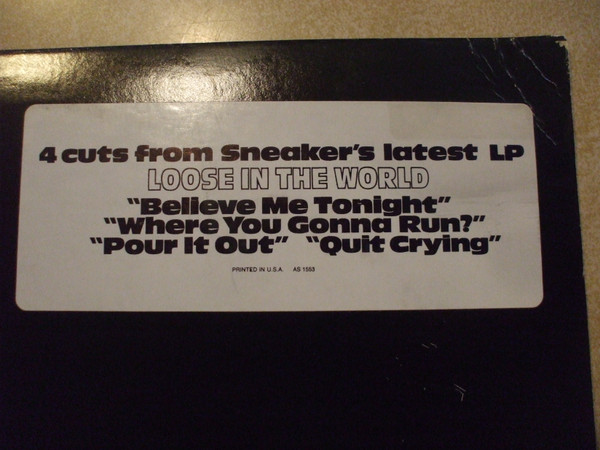 4 cuts from Sneaker's latest LP
LOOSE IN THE WORLD
"Believe Me Tonight"
"Where You Gonna Run?"
"Pour It Out" "Quit Crying"
PRINTED IN U.S.A. AS 1553